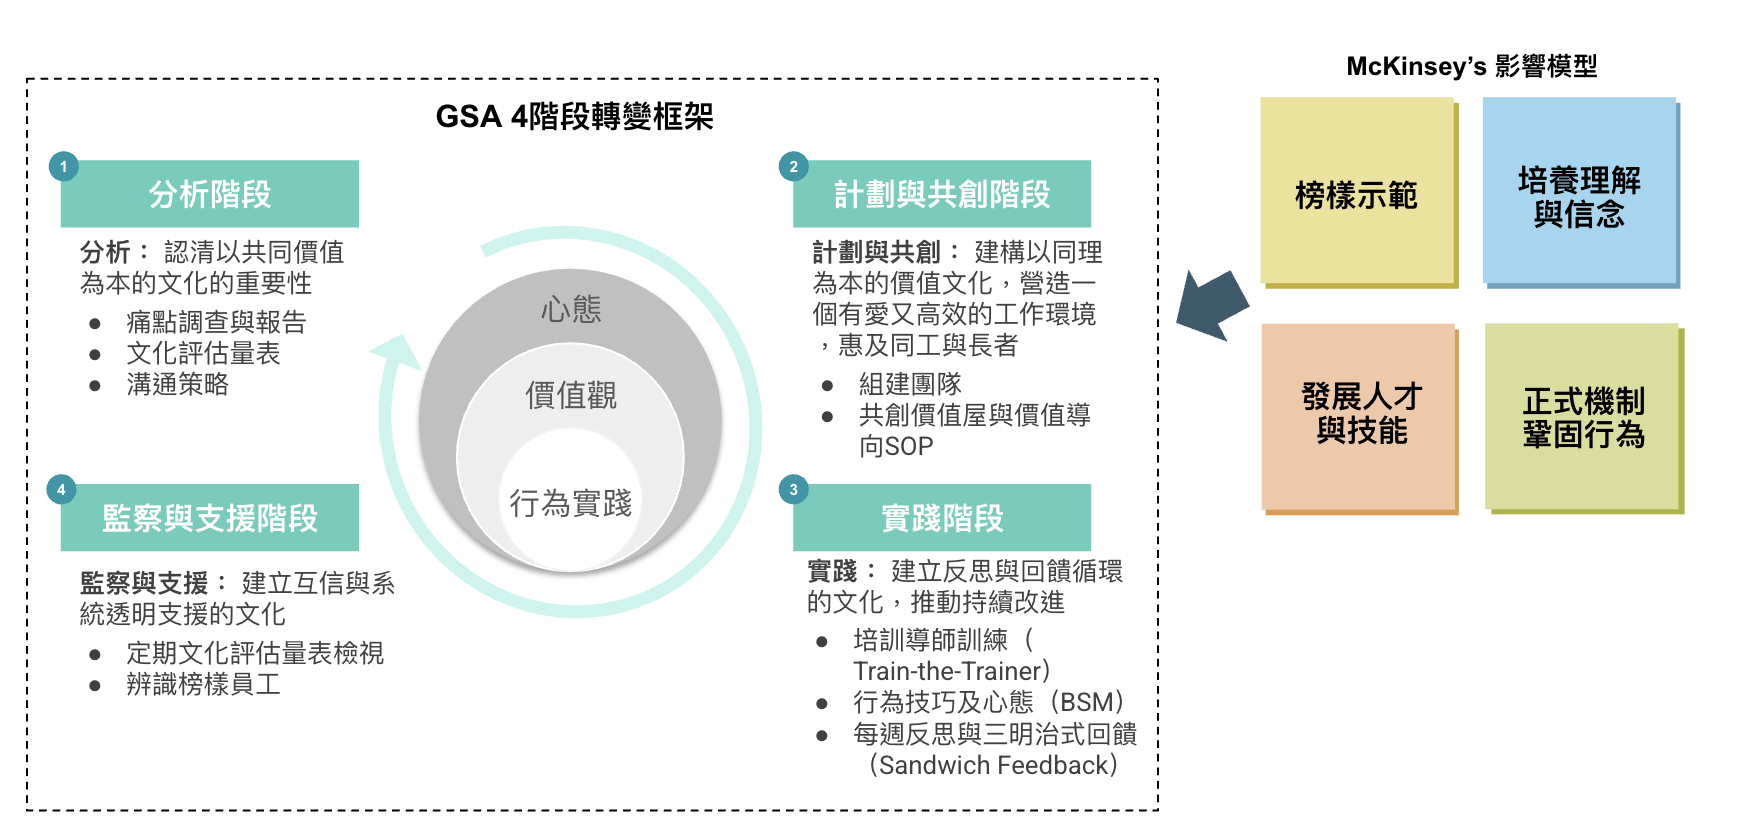 McKinsey’s 影響模型
GSA 4階段轉變框架
1
分析階段
分析： 認清以共同價值
為本的文化的重要性
● 痛點調查與報告
● 文化評估量表
● 溝通策略
2
計劃與共創階段
計劃與共創： 建構以同理
為本的價值文化，營造一
個有愛又高效的工作環境
，惠及同工與長者
● 組建團隊
● 共創價值屋與價值導
向SOP
心態
價值觀
行為實踐
4
監察與支援階段
監察與支援： 建立互信與系
統透明支援的文化
● 定期文化評估量表檢視
● 辨識榜樣員工
3
實踐階段
實踐： 建立反思與回饋循環
的文化，推動持續改進
● 培訓導師訓練（
Train-the-Trainer）
● 行為技巧及心態（BSM）
● 每週反思與三明治式回饋
（Sandwich Feedback）
榜樣示範
培養理解
與信念
發展人才
與技能
正式機制
鞏固行為